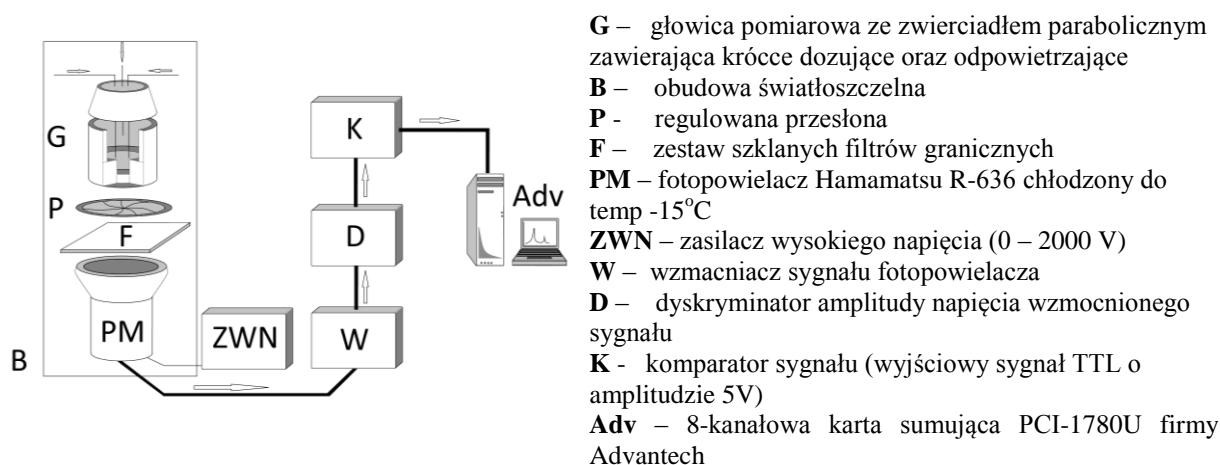 G
P
F
PM
B
ZWN
W
D
K
Adv
G – głowica pomiarowa ze zwierciadłem parabolicznym
zawierająca króćce dozujące oraz odpowietrzające
B – obudowa światłoszczelna
P - regulowana przesłona
F – zestaw szklanych filtrów granicznych
PM – fotopowielacz Hamamatsu R-636 chłodzony do
temp -15°C
ZWN – zasilacz wysokiego napięcia (0 – 2000 V)
W – wzmacniacz sygnału fotopowielacza
D – dyskryminator amplitudy napięcia wzmocnionego
sygnału
K - komparator sygnału (wyjściowy sygnał TTL o
amplitudzie 5V)
Adv – 8-kanałowa karta sumująca PCI-1780U firmy
Advantech